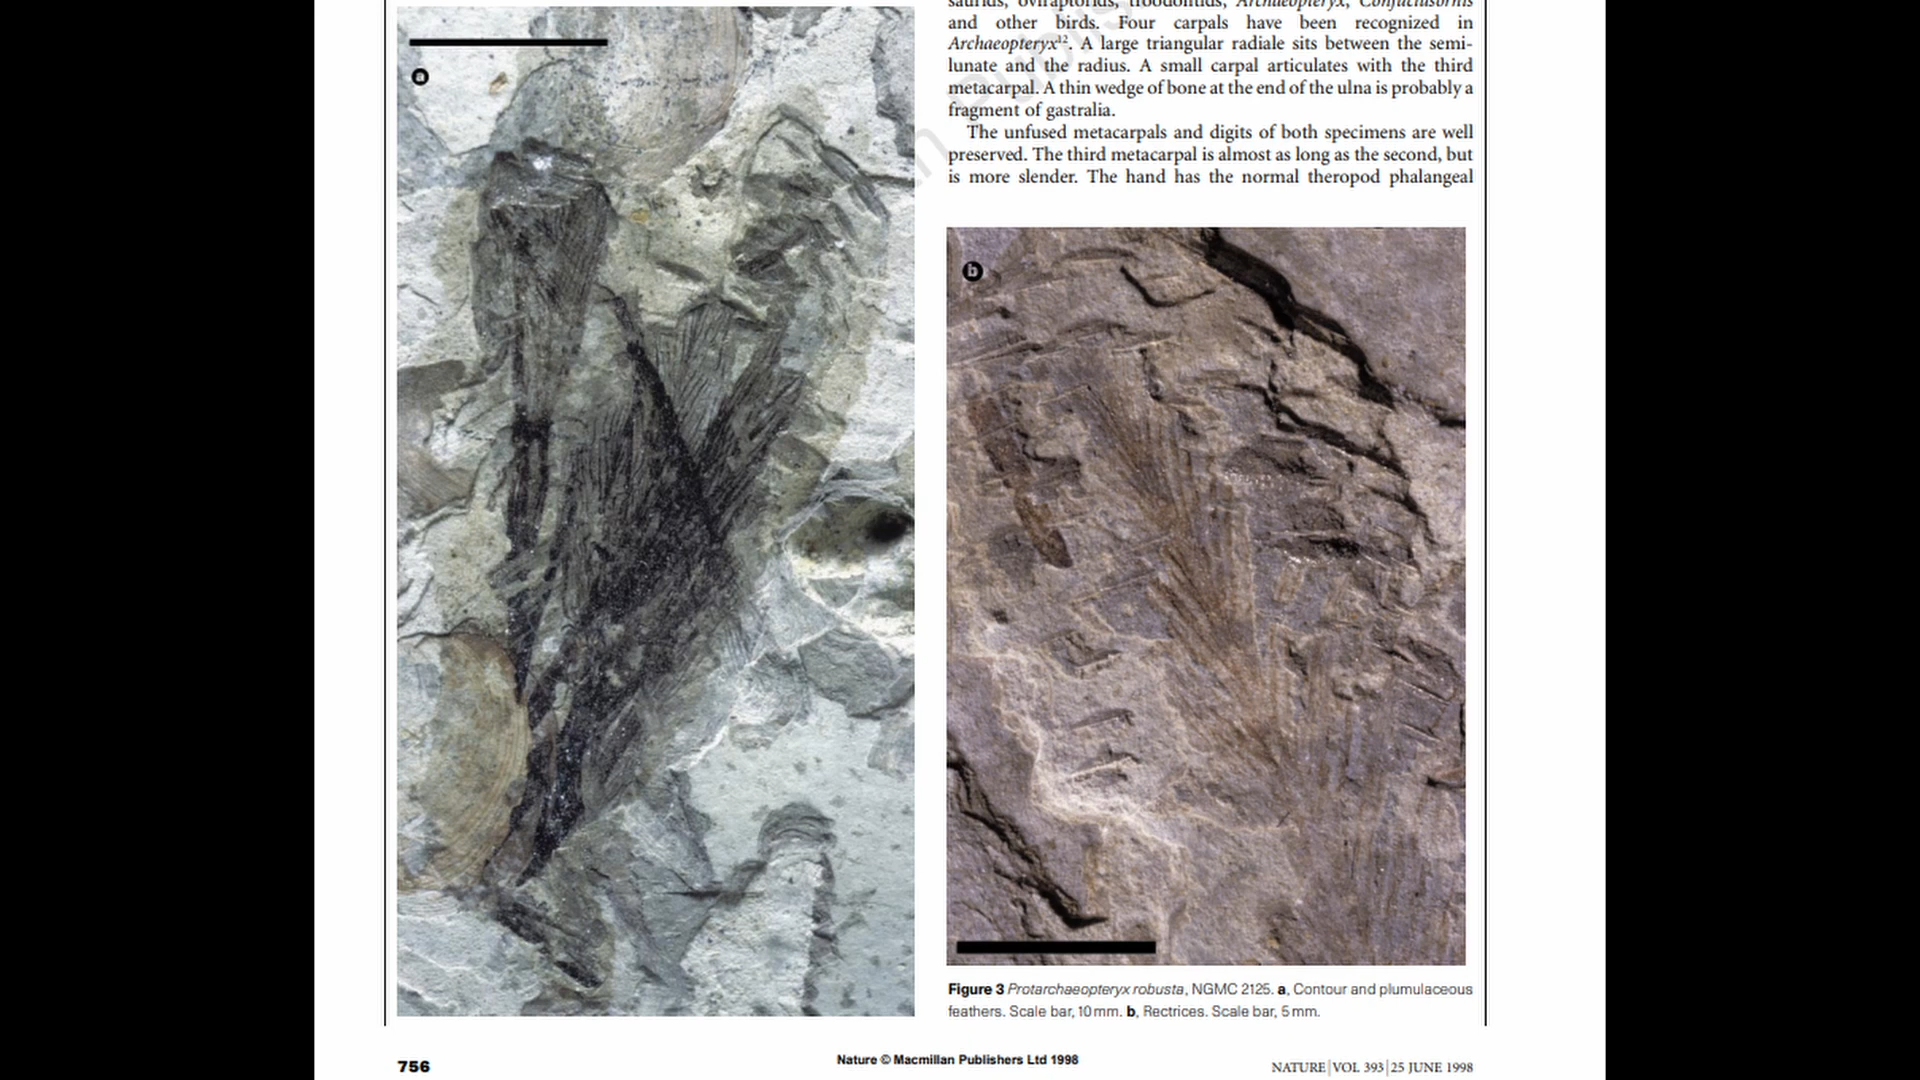 a
saurids, oviraptorids, troodontids, Archaeopteryx, Confuciusornis
and other birds. Four carpals have been recognized in
Archaeopteryx¹². A large triangular radiale sits between the semi-
lunate and the radius. A small carpal articulates with the third
metacarpal. A thin wedge of bone at the end of the ulna is probably a
fragment of gastralia.
The unfused metacarpals and digits of both specimens are well
preserved. The third metacarpal is almost as long as the second, but
is more slender. The hand has the normal theropod phalangeal
b
Figure 3 Protarchaeopteryx robusta, NGMC 2125. a, Contour and plumulaceous
feathers. Scale bar, 10 mm. b, Rectrices. Scale bar, 5 mm.
756
Nature © Macmillan Publishers Ltd 1998
NATURE | VOL 393 | 25 JUNE 1998